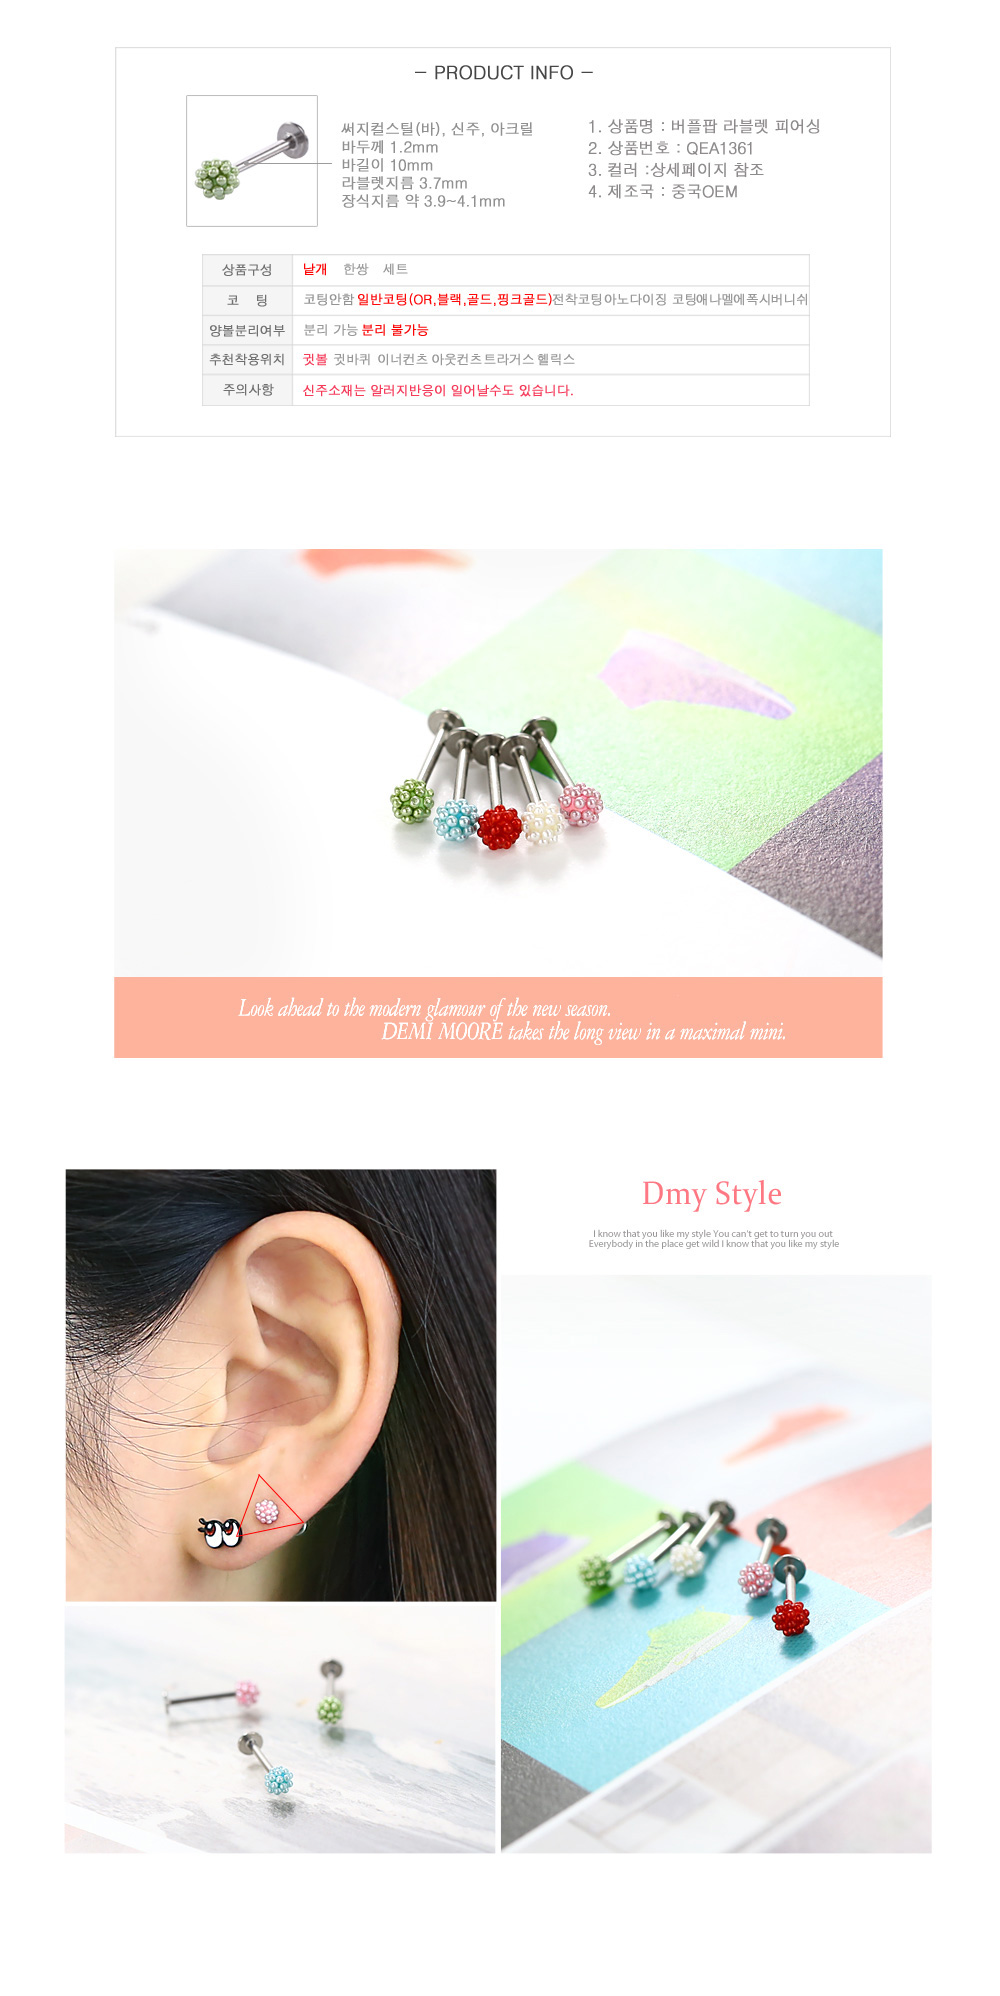 - PRODUCT INFO -
써지컬스틸(바), 신주, 아크릴
바두께 1.2mm
바길이 10mm
라블렛지름 3.7mm
장식지름 약 3.9~4.1mm
1. 상품명 : 버플팝 라블렛 피어싱
2. 상품번호 : QEA1361
3. 컬러 :상세페이지 참조
4. 제조국 : 중국OEM
상품구성 낱개 한쌍 세트
코 팅 코팅안함 일반코팅(OR,블랙,골드,핑크골드)전착코팅 아노다이징 코팅애나멜에폭시버니쉬
양볼분리여부 분리 가능 분리 불가능
추천착용위치 귓볼 귓바퀴 이너컨츠 아웃컨츠 트라거스 헬릭스
주의사항 신주소재는 알러지반응이 일어날수도 있습니다.
Look ahead to the modern glamour of the new season.
DEMI MOORE takes the long view in a maximal mini.
Dmy Style
I know that you like my style You can't get to turn you out
Everybody in the place get wild I know that you like my style